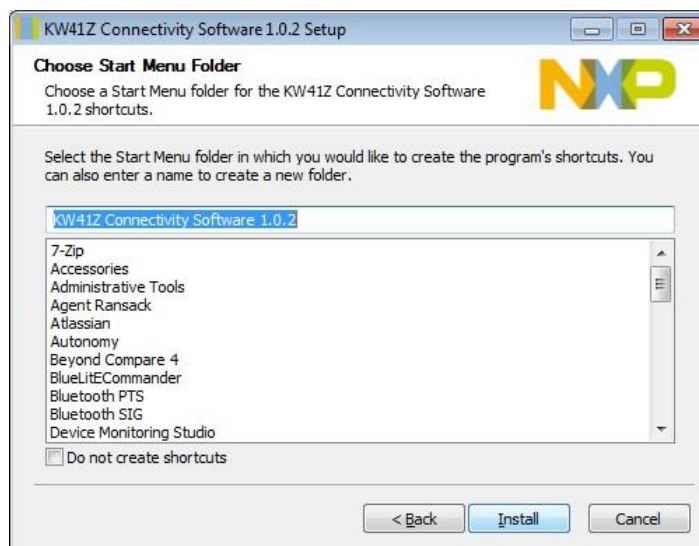 KW41Z Connectivity Software 1.0.2 Setup
Choose Start Menu Folder
Choose a Start Menu folder for the KW41Z Connectivity Software
1.0.2 shortcuts.
NXP
Select the Start Menu folder in which you would like to create the program's shortcuts. You
can also enter a name to create a new folder.
KW41Z Connectivity Software 1.0.2
7-Zip
Accessories
Administrative Tools
Agent Ransack
Atlassian
Autonomy
Beyond Compare 4
BlueLitECommander
Bluetooth PTS
Bluetooth SIG
Device Monitoring Studio
Do not create shortcuts
< Back
Install
Cancel